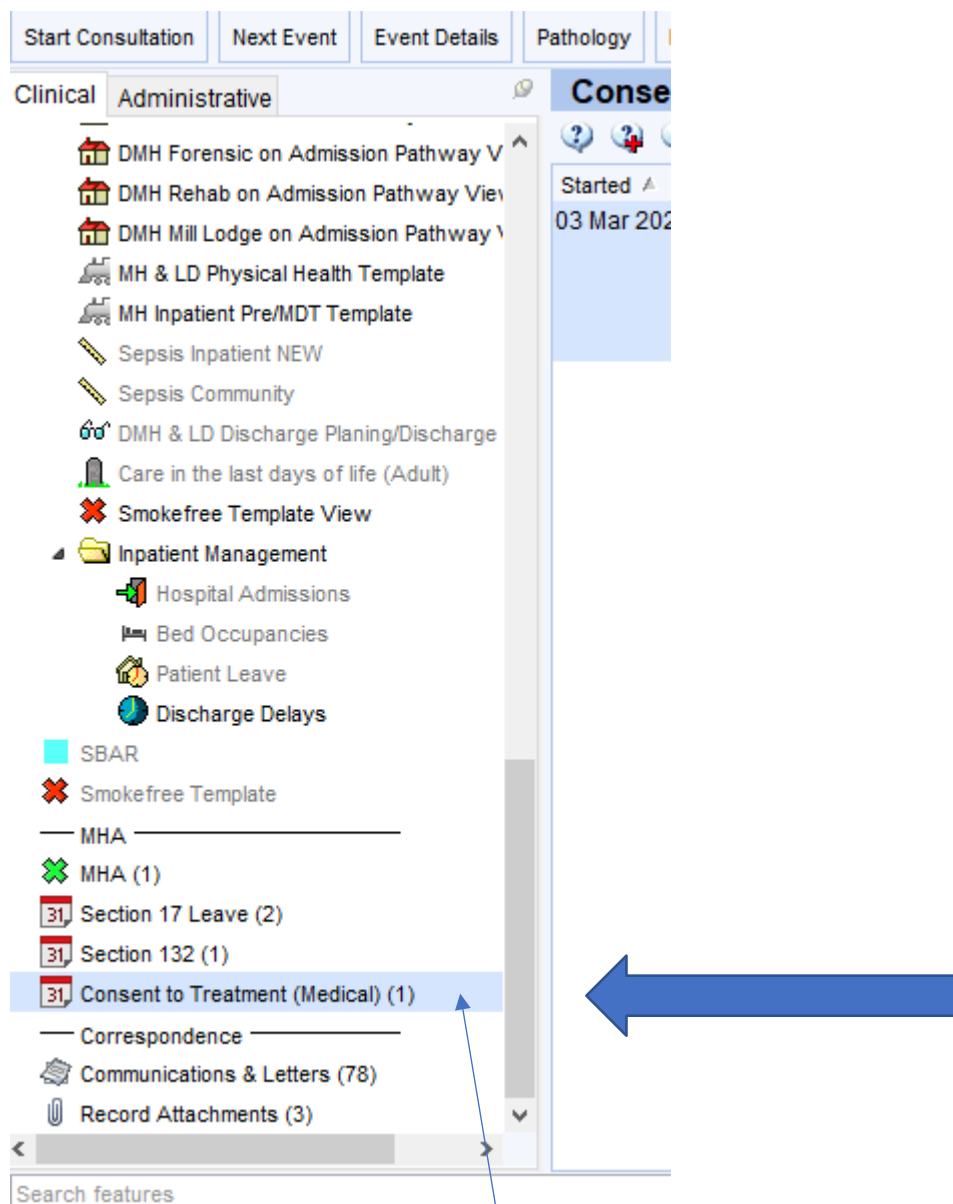 Start Consultation Next Event Event Details Pathology
Clinical Administrative
Conse
Started
03 Mar 202
DMH Forensic on Admission Pathway V
DMH Rehab on Admission Pathway Viev
DMH Mill Lodge on Admission Pathway
MH & LD Physical Health Template
MH Inpatient Pre/MDT Template
Sepsis Inpatient NEW
Sepsis Community
DMH & LD Discharge Planing/Discharge
Care in the last days of life (Adult)
Smokefree Template View
Inpatient Management
Hospital Admissions
Bed Occupancies
Patient Leave
Discharge Delays
SBAR
Smokefree Template
MHA
MHA (1)
31 Section 17 Leave (2)
31 Section 132 (1)
31 Consent to Treatment (Medical) (1)
Correspondence
Communications & Letters (78)
Record Attachments (3)
Search features